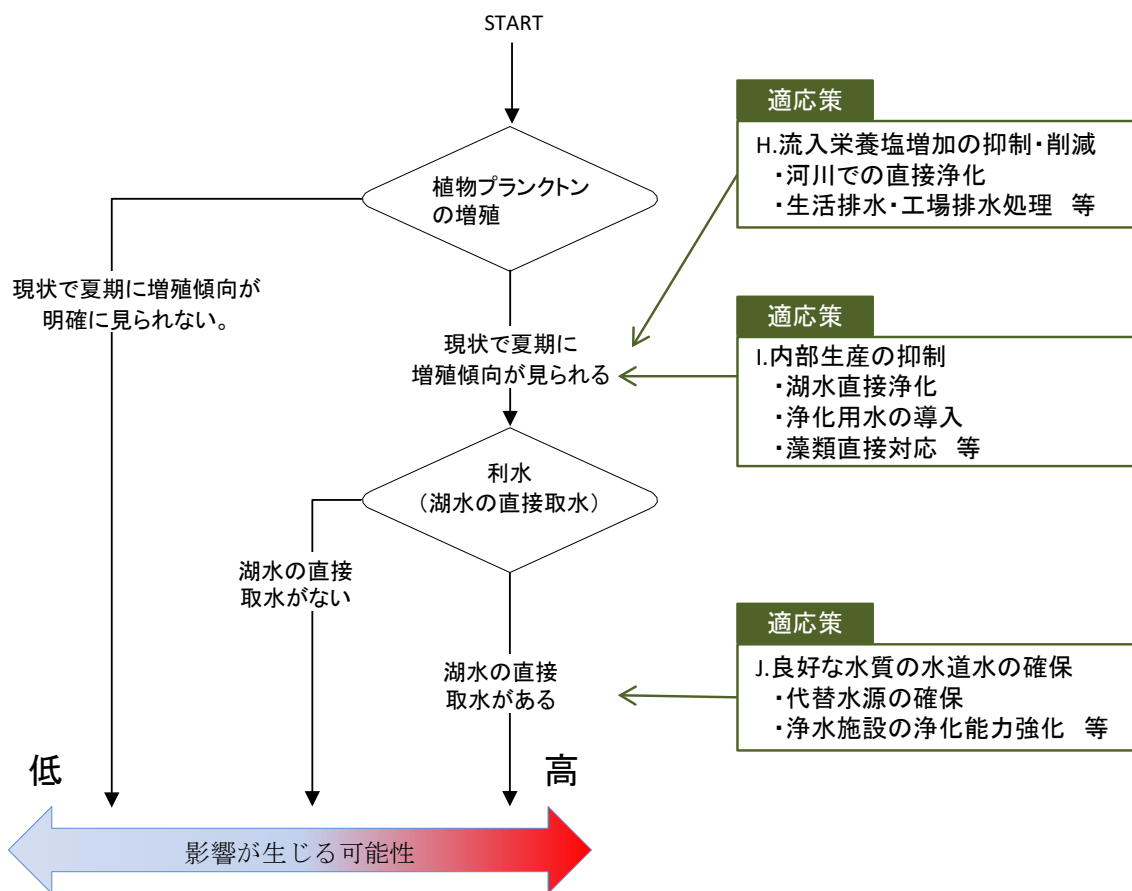 START
植物プランクトン
の増殖
現状で夏期に増殖傾向が
明確に見られない。
現状で夏期に
増殖傾向が見られる
利水
（湖水の直接取水）
湖水の直接
取水がない
湖水の直接
取水がある
低
高
影響が生じる可能性
適応策
H.流入栄養塩増加の抑制・削減
・河川での直接浄化
・生活排水・工場排水処理　等
適応策
I.内部生産の抑制
・湖水直接浄化
・浄化用水の導入
・藻類直接対応　等
適応策
J.良好な水質の水道水の確保
・代替水源の確保
・浄水施設の浄化能力強化　等